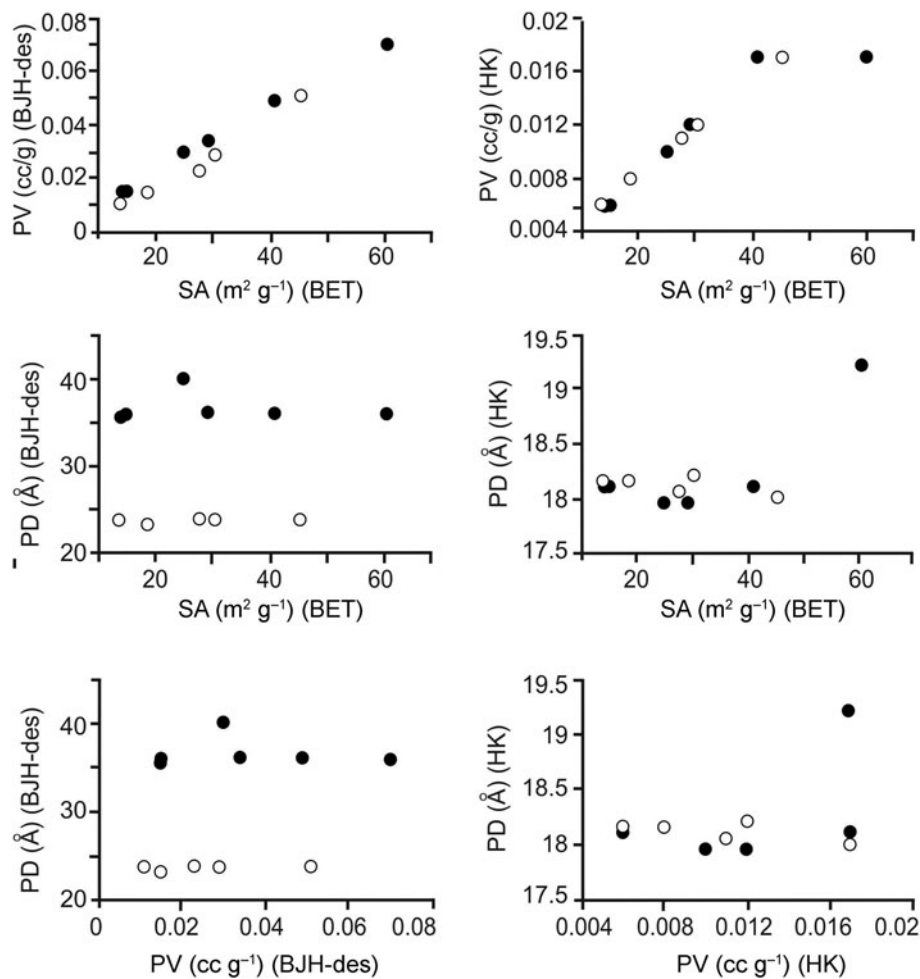 PV (cc/g) (BJH-des)
0.08
0.06
0.04
0.02
0
20 40 60
SA (m² g⁻¹) (BET)
PV (cc/g) (HK)
0.02
0.016
0.012
0.008
0.004
20 40 60
SA (m² g⁻¹) (BET)
PD (Å) (BJH-des)
40
30
20
20 40 60
SA (m² g⁻¹) (BET)
PD (Å) (HK)
19.5
19
18.5
18
17.5
20 40 60
SA (m² g⁻¹) (BET)
PD (Å) (BJH-des)
40
30
20
0 0.02 0.04 0.06 0.08
PV (cc g⁻¹) (BJH-des)
PD (Å) (HK)
19.5
19
18.5
18
17.5
0.004 0.008 0.012 0.016 0.02
PV (cc g⁻¹) (HK)